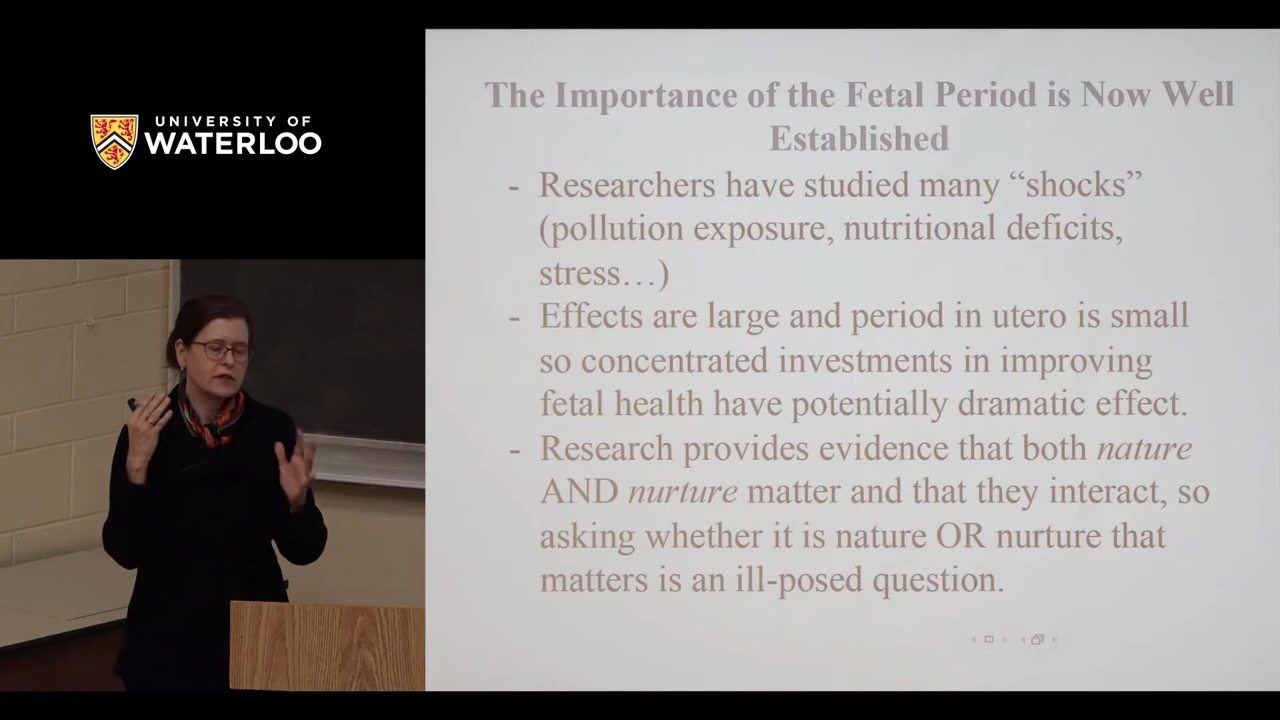 UNIVERSITY OF
WATERLOO
The Importance of the Fetal Period is Now Well
Established
- Researchers have studied many “shocks”
(pollution exposure, nutritional deficits,
stress…)
- Effects are large and period in utero is small
so concentrated investments in improving
fetal health have potentially dramatic effect.
- Research provides evidence that both nature
AND nurture matter and that they interact, so
asking whether it is nature OR nurture that
matters is an ill-posed question.